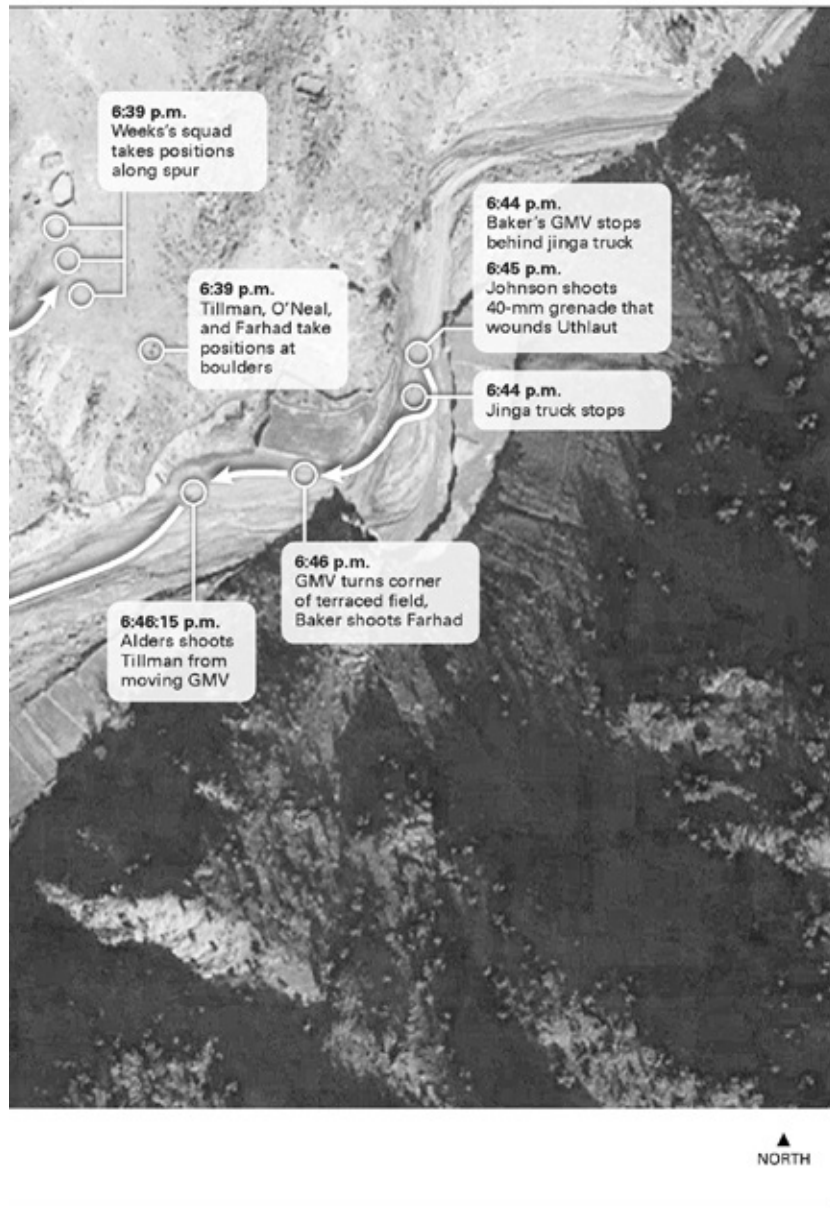 6:39 p.m.
Weeks's squad
takes positions
along spur
6:39 p.m.
Tillman, O'Neal,
and Farhad take
positions at
boulders
6:44 p.m.
Baker's GMV stops
behind jinga truck
6:45 p.m.
Johnson shoots
40-mm grenade that
wounds Uthlaut
6:44 p.m.
Jinga truck stops
6:46 p.m.
GMV turns corner
of terraced field,
Baker shoots Farhad
6:46:15 p.m.
Alders shoots
Tillman from
moving GMV
NORTH